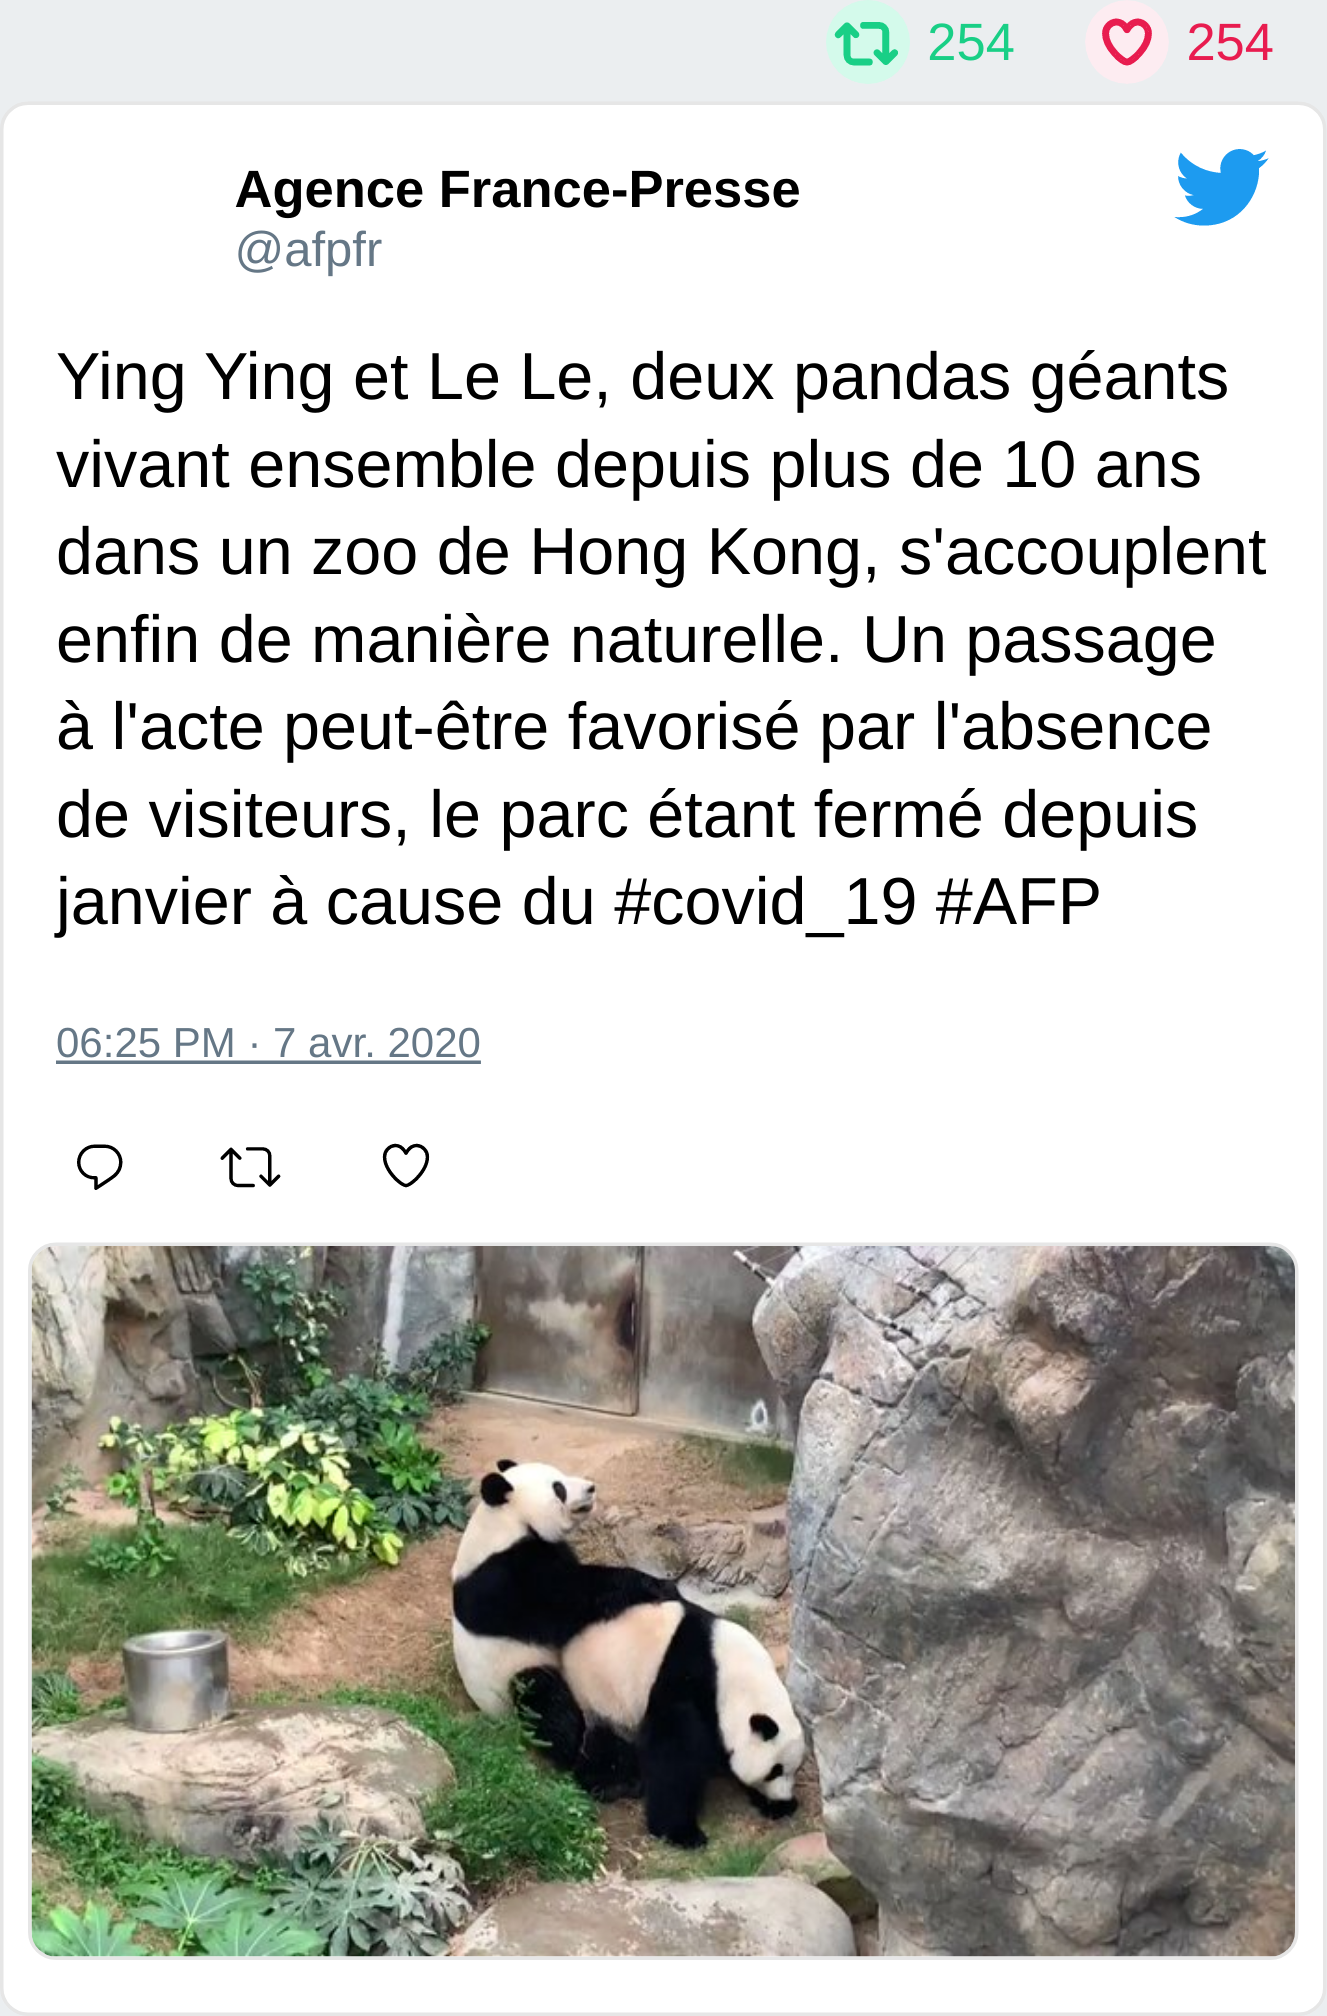 254 254
Agence France-Presse
@afpfr
Ying Ying et Le Le, deux pandas géants
vivant ensemble depuis plus de 10 ans
dans un zoo de Hong Kong, s'accouplent
enfin de manière naturelle. Un passage
à l'acte peut-être favorisé par l'absence
de visiteurs, le parc étant fermé depuis
janvier à cause du #covid_19 #AFP
06:25 PM · 7 avr. 2020